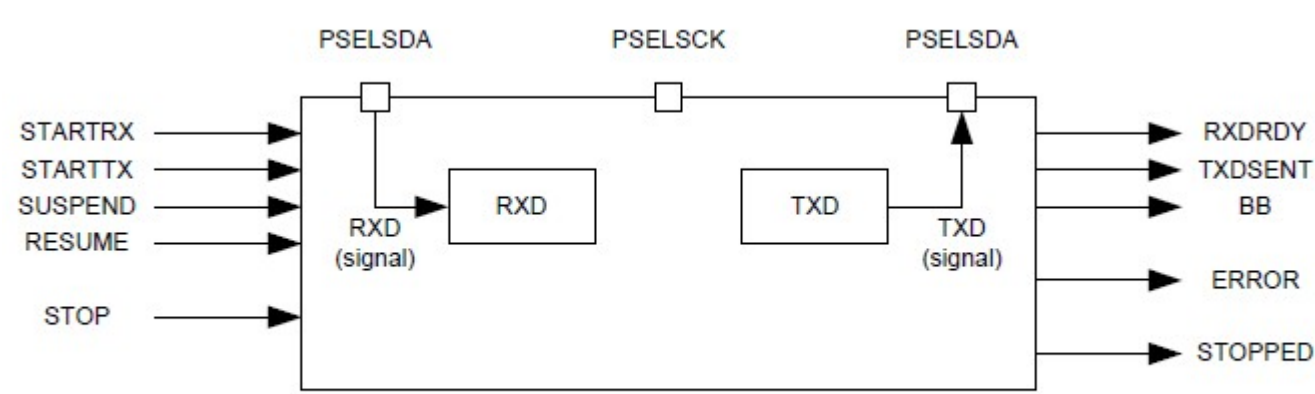 PSELSDA
PSELSCK
PSELSDA
STARTRX
STARTTX
SUSPEND
RESUME
STOP
RXD
(signal)
RXD
TXD
TXD
(signal)
RXDRDY
TXDSENT
BB
ERROR
STOPPED